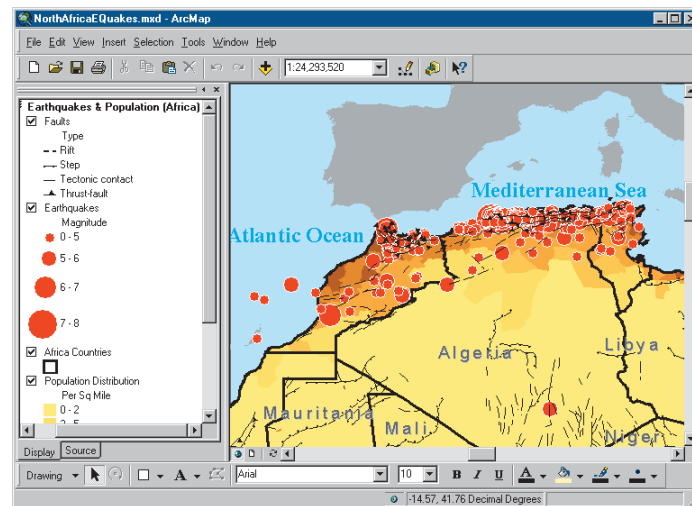 NorthAfricaEQuakes.mxd - ArcMap
File Edit View Insert Selection Tools Window Help
1:24,293,520
Earthquakes & Population (Africa)
Faults
Type
Rift
Step
Tectonic contact
Thrust-fault
Earthquakes
Magnitude
0 - 5
5 - 6
6 - 7
7 - 8
Africa Countries
Population Distribution
Per Sq Mile
0 - 2
Display Source
Mediterranean Sea
Atlantic Ocean
Algeria
Libya
Mauritania
Mali
Niger
Drawing A Arial 10 B I U A
-14.57, 41.76 Decimal Degrees